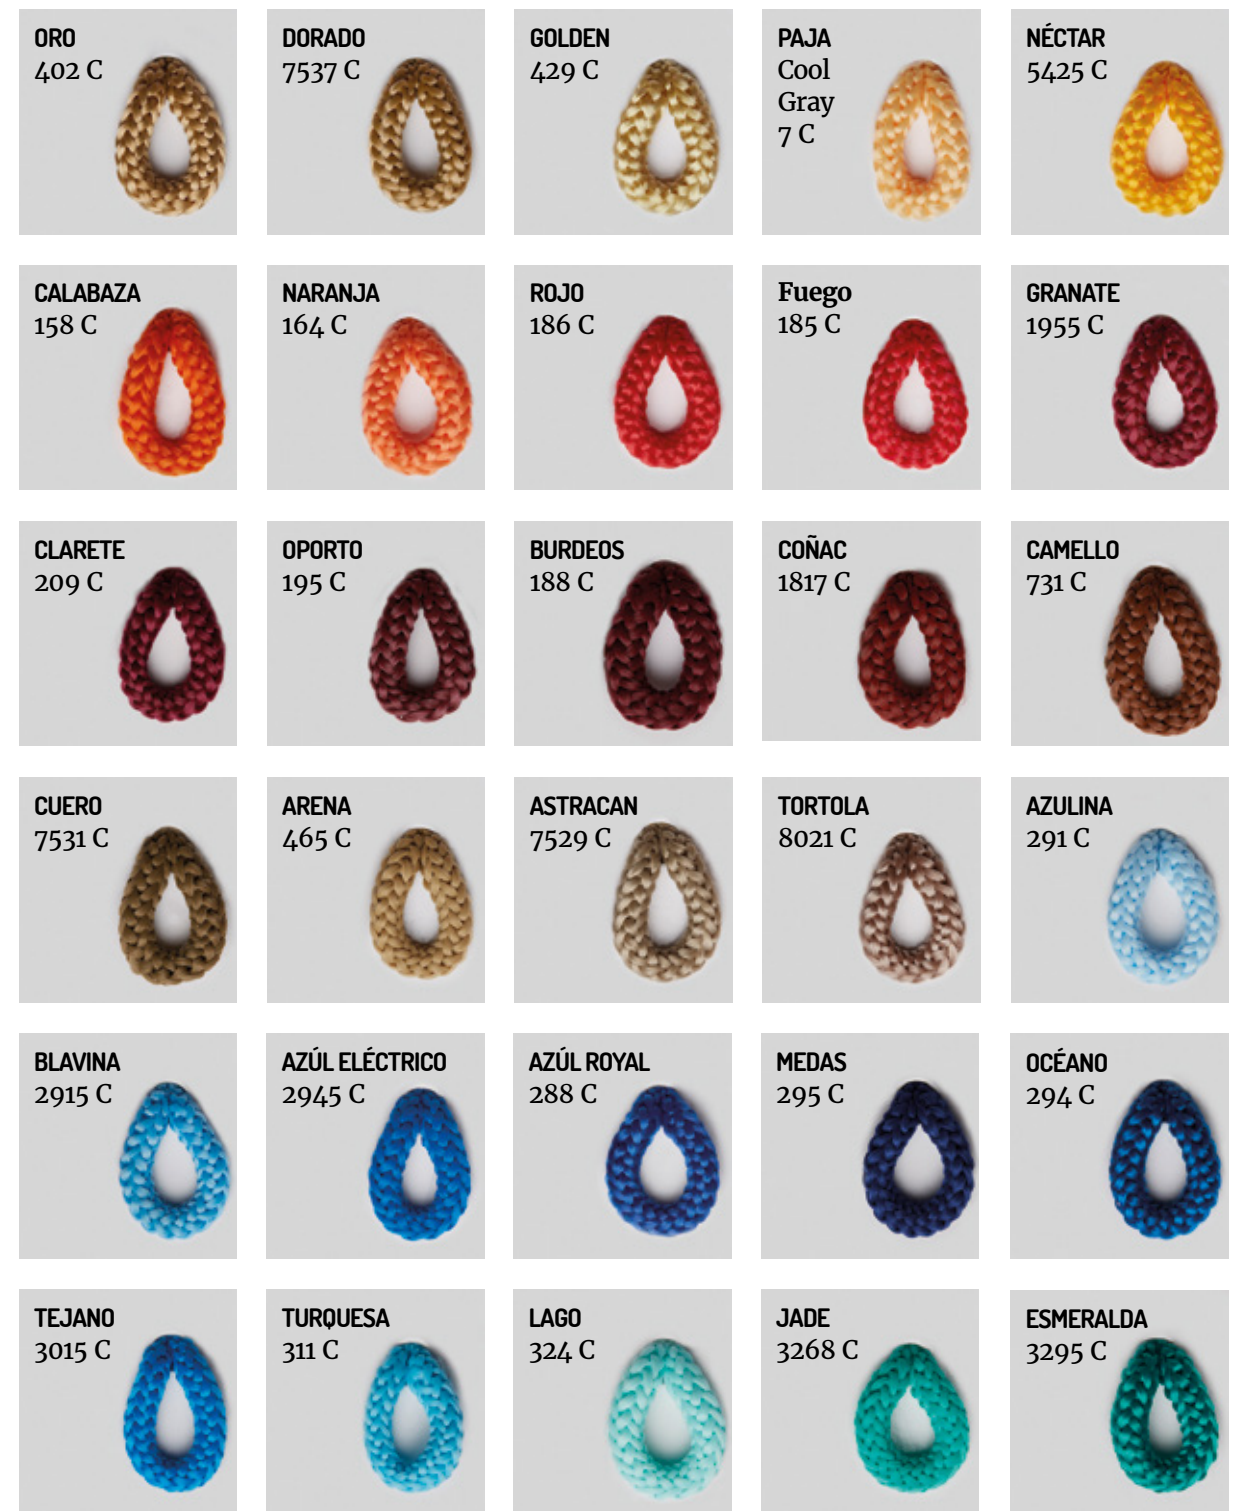 ORO
402 C
DORADO
7537 C
GOLDEN
429 C
PAJA
Cool
Gray
7 C
NÉCTAR
5425 C
CALABAZA
158 C
NARANJA
164 C
ROJO
186 C
Fuego
185 C
GRANATE
1955 C
CLARETE
209 C
OPORTO
195 C
BURDEOS
188 C
COÑAC
1817 C
CAMELLO
731 C
CUERO
7531 C
ARENA
465 C
ASTRACAN
7529 C
TORTOLA
8021 C
AZULINA
291 C
BLAVINA
2915 C
AZÚL ELÉCTRICO
2945 C
AZÚL ROYAL
288 C
MEDAS
295 C
OCÉANO
294 C
TEJANO
3015 C
TURQUESA
311 C
LAGO
324 C
JADE
3268 C
ESMERALDA
3295 C